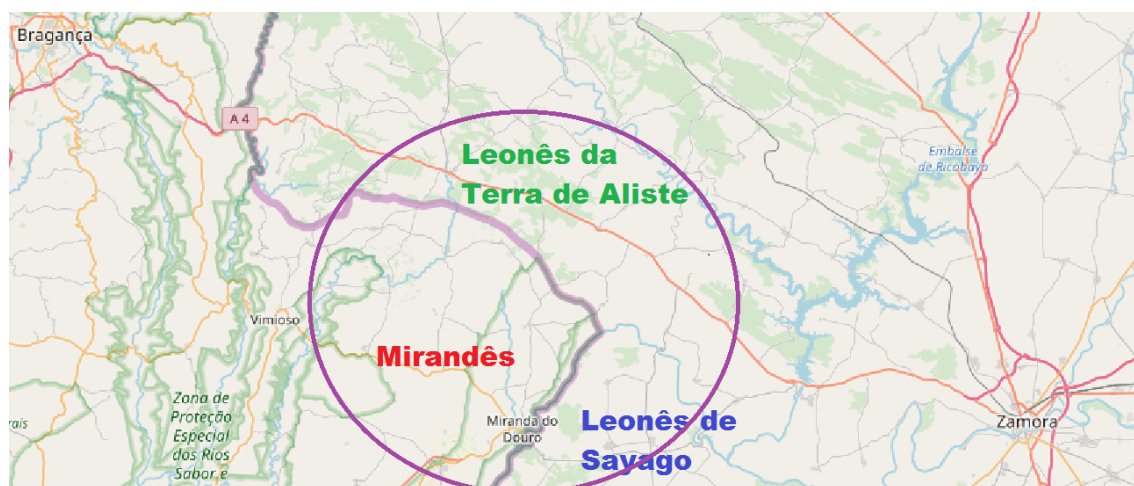 Bragança
A 4
Leonês da
Terra de Aliste
Embalse
de Ricobayo
Vimioso
Mirandês
Zona de
Proteção
Especial
dos Rios
Sabor e
rais
Miranda do
Douro
Leonês de
Sayago
Zamora